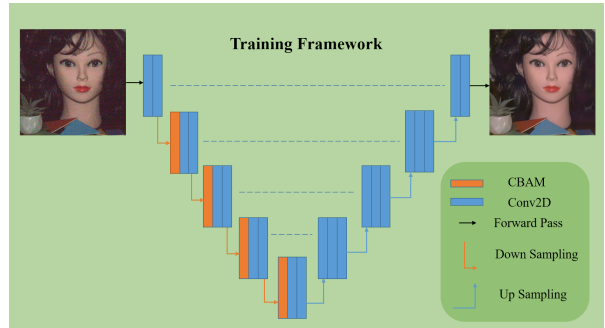 Training Framework
CBAM
Conv2D
Forward Pass
Down Sampling
Up Sampling